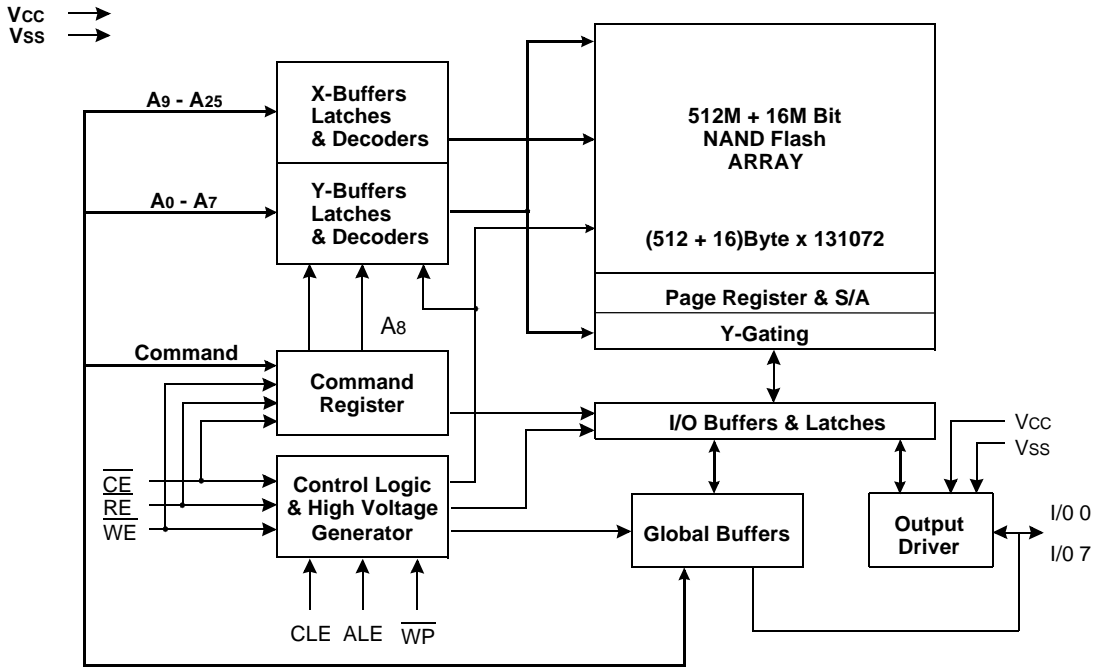 VCC
VSS
A9 - A25
X-Buffers
Latches
& Decoders
512M + 16M Bit
NAND Flash
ARRAY
A0 - A7
Y-Buffers
Latches
& Decoders
(512 + 16)Byte x 131072
Page Register & S/A
Y-Gating
A8
Command
Command
Register
I/O Buffers & Latches
VCC
VSS
CE
RE
WE
Control Logic
& High Voltage
Generator
Global Buffers
Output
Driver
I/0 0
I/0 7
CLE
ALE
WP